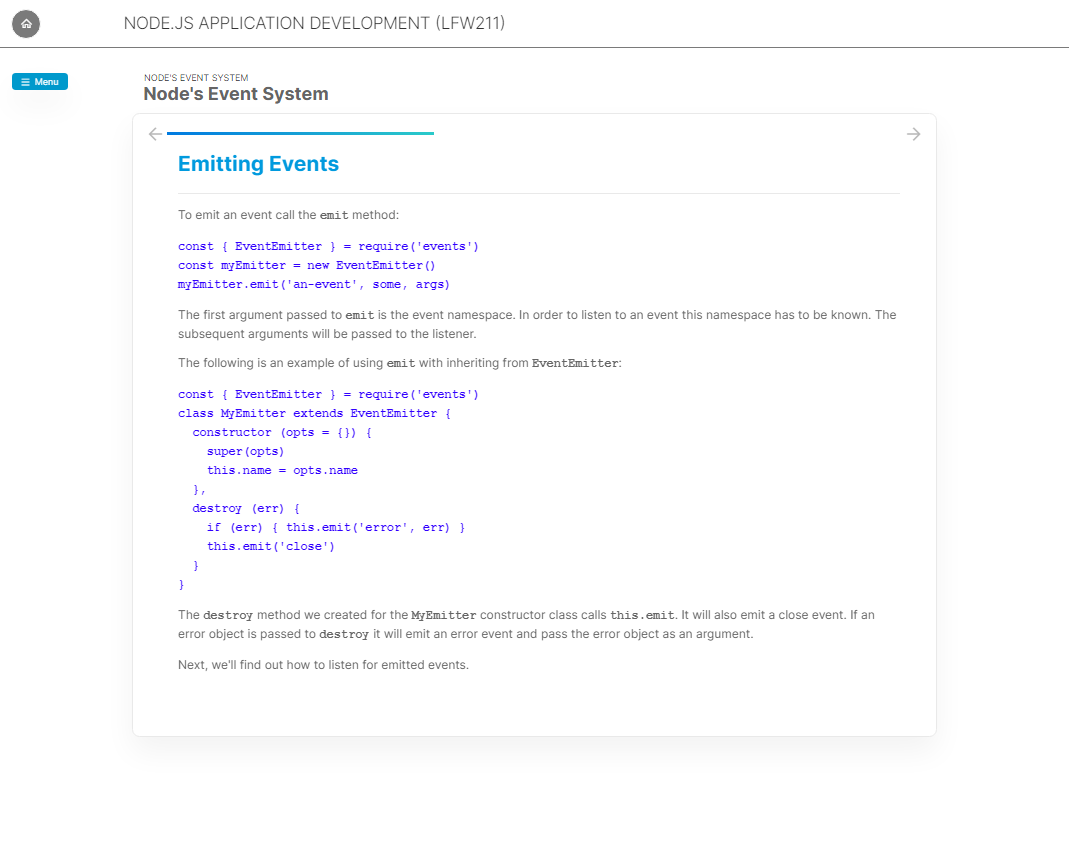 NODE.JS APPLICATION DEVELOPMENT (LFW211)
Menu
NODE'S EVENT SYSTEM
Node's Event System
Emitting Events
To emit an event call the emit method:
const { EventEmitter } = require('events')
const myEmitter = new EventEmitter()
myEmitter.emit('an-event', some, args)
The first argument passed to emit is the event namespace. In order to listen to an event this namespace has to be known. The
subsequent arguments will be passed to the listener.
The following is an example of using emit with inheriting from EventEmitter:
const { EventEmitter } = require('events')
class MyEmitter extends EventEmitter {
  constructor (opts = {}) {
    super(opts)
    this.name = opts.name
  },
  destroy (err) {
    if (err) { this.emit('error', err) }
    this.emit('close')
  }
}
The destroy method we created for the MyEmitter constructor class calls this.emit. It will also emit a close event. If an
error object is passed to destroy it will emit an error event and pass the error object as an argument.
Next, we'll find out how to listen for emitted events.